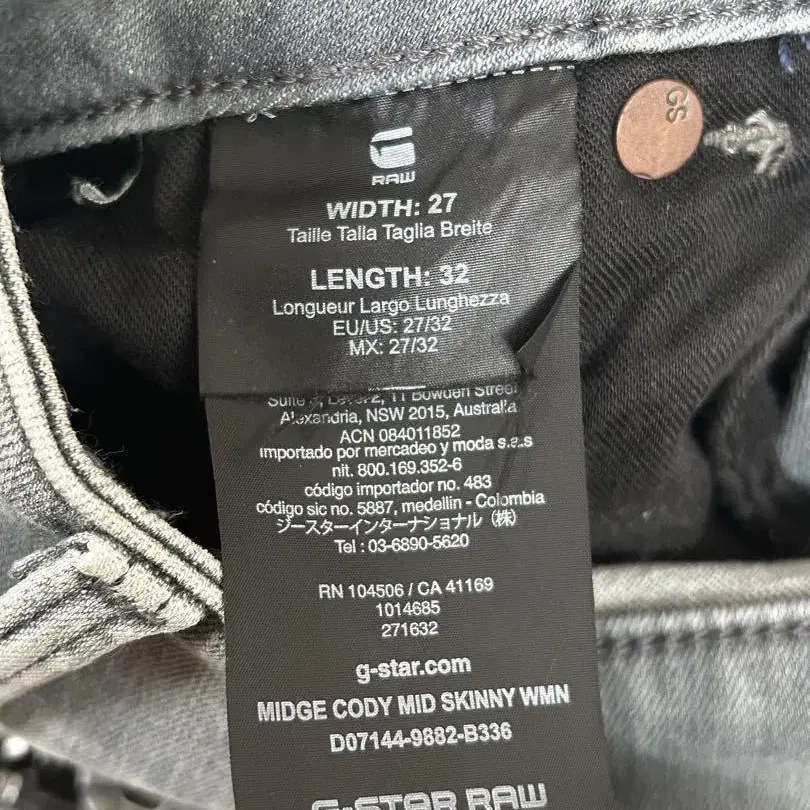 RAW
WIDTH: 27
Taille Talla Taglia Breite
LENGTH: 32
Longueur Largo Lunghezza
EU/US: 27/32
MX: 27/32
11 Bowden Street
Alexandria, NSW 2015, Australia
ACN 084011852
importado por mercadeo y moda s.a.s
nit. 800.169.352-6
código importador no. 483
código sic no. 5887, medellin - Colombia
ジースターインターナショナル（株）
Tel : 03-6890-5620
RN 104506 / CA 41169
1014685
271632
g-star.com
MIDGE CODY MID SKINNY WMN
D07144-9882-B336
G-STAR RAW
GS